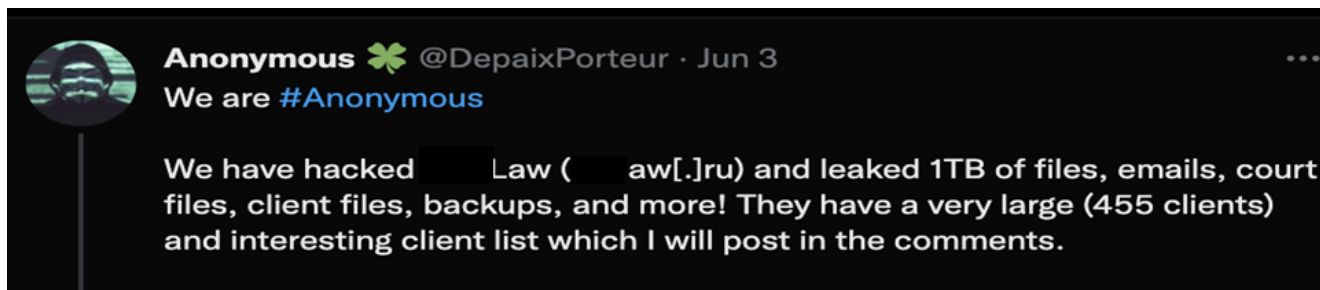 Anonymous 🍀 @DepaixPorteur · Jun 3
We are #Anonymous
We have hacked Law ( aw[.]ru) and leaked 1TB of files, emails, court
files, client files, backups, and more! They have a very large (455 clients)
and interesting client list which I will post in the comments.